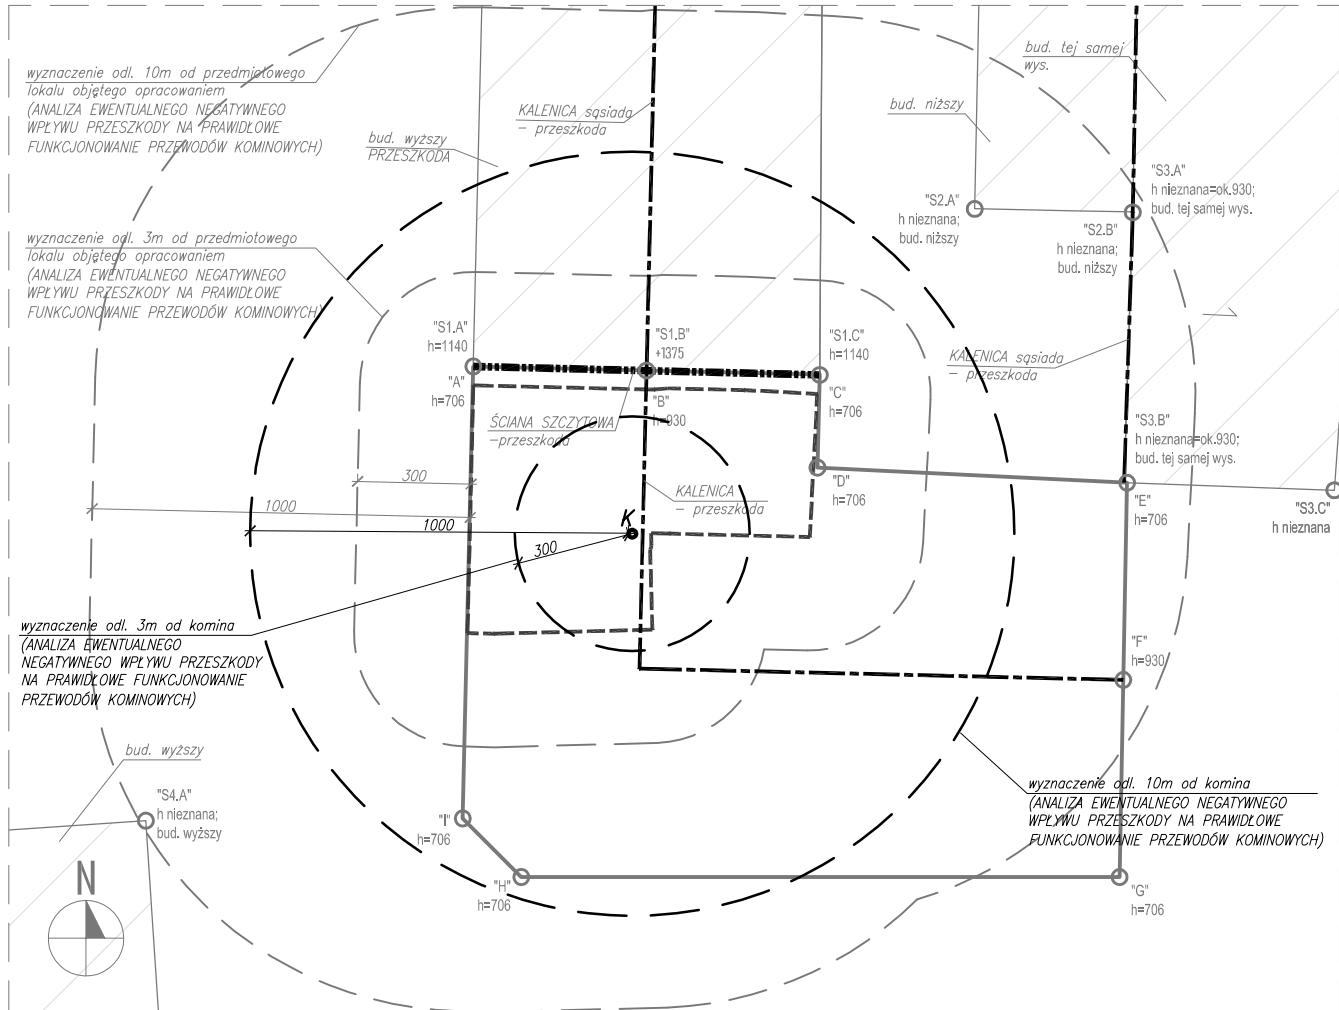 wyznaczenie odl. 10m od przedmiotowego
lokalu objętego opracowaniem
(ANALIZA EWENTUALNEGO NEGATYWNEGO
WPŁYWU PRZESZKODY NA PRAWIDŁOWE
FUNKCJONOWANIE PRZEWODÓW KOMINOWYCH)
bud. wyższy
PRZESZKODA
KALENICA sąsiada
– przeszkoda
bud. niższy
bud. tej samej
wys.
"S3.A"
h nieznana=ok.930;
bud. tej samej wys.
"S2.A"
h nieznana;
bud. niższy
"S2.B"
h nieznana;
bud. niższy
wyznaczenie odl. 3m od przedmiotowego
lokalu objętego opracowaniem
(ANALIZA EWENTUALNEGO NEGATYWNEGO
WPŁYWU PRZESZKODY NA PRAWIDŁOWE
FUNKCJONOWANIE PRZEWODÓW KOMINOWYCH)
"S1.A"
h=1140
"S1.B"
+1375
"S1.C"
h=1140
KALENICA sąsiada
– przeszkoda
1
"A"
h=706
"B"
h=930
"C"
h=706
ŚCIANA SZCZYTOWA
–przeszkoda
"S3.B"
h nieznana=ok.930;
bud. tej samej wys.
300
KALENICA
– przeszkoda
"D"
h=706
"E"
h=706
"S3.C"
h nieznana
1000
1000
K
300
wyznaczenie odl. 3m od komina
(ANALIZA EWENTUALNEGO
NEGATYWNEGO WPŁYWU PRZESZKODY
NA PRAWIDŁOWE FUNKCJONOWANIE
PRZEWODÓW KOMINOWYCH)
"F"
h=930
bud. wyższy
"S4.A"
h nieznana;
bud. wyższy
wyznaczenie odl. 10m od komina
(ANALIZA EWENTUALNEGO NEGATYWNEGO
WPŁYWU PRZESZKODY NA PRAWIDŁOWE
FUNKCJONOWANIE PRZEWODÓW KOMINOWYCH)
"I"
h=706
"H"
h=706
"G"
h=706
N